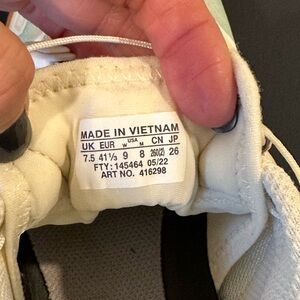 MADE IN VIETNAM
UK EUR W USA M CN JP
7.5 41⅓ 9 8 260(2) 26
FTY: 145464 05/22
ART NO. 416298